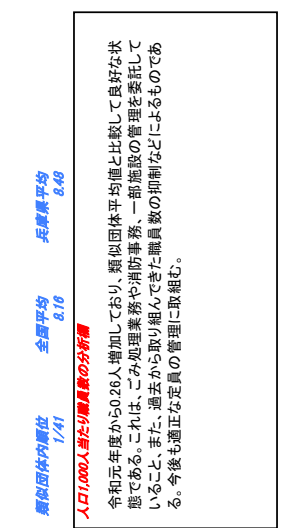 類似団体内順位 全国平均 兵庫県平均
1/41 8.16 8.48
人口1,000人当たり職員数の分析欄
令和元年度から0.26人増加しており、類似団体平均値と比較して良好な状
態である。これは、ごみ処理業務や消防事務、一部施設の管理を委託して
いること、また、過去から取り組んできた職員数の抑制などによるものであ
る。今後も適正な定員の管理に取組む。